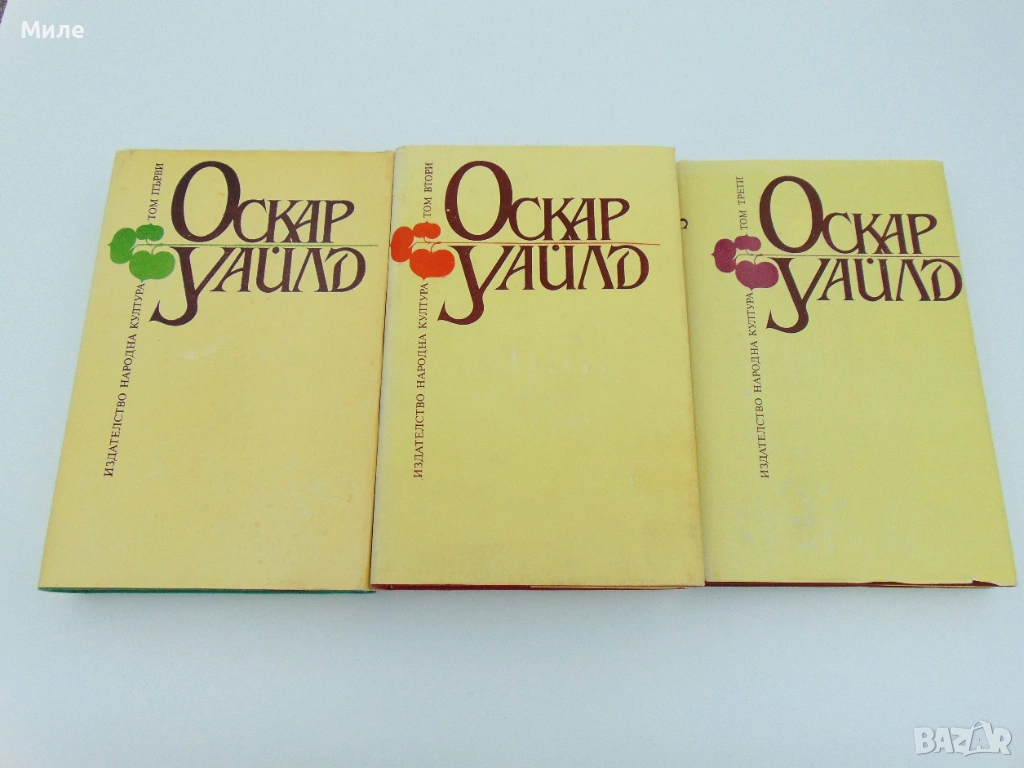 Миле
ТОМ ПЪРВИ
ОСКАР
УАЙЛД
ИЗДАТЕЛСТВО НАРОДНА КУЛТУРА
ТОМ ВТОРИ
ОСКАР
УАЙЛД
ИЗДАТЕЛСТВО НАРОДНА КУЛТУРА
ТОМ ТРЕТИ
ОСКАР
УАЙЛД
ИЗДАТЕЛСТВО НАРОДНА КУЛТУРА
BAZAR